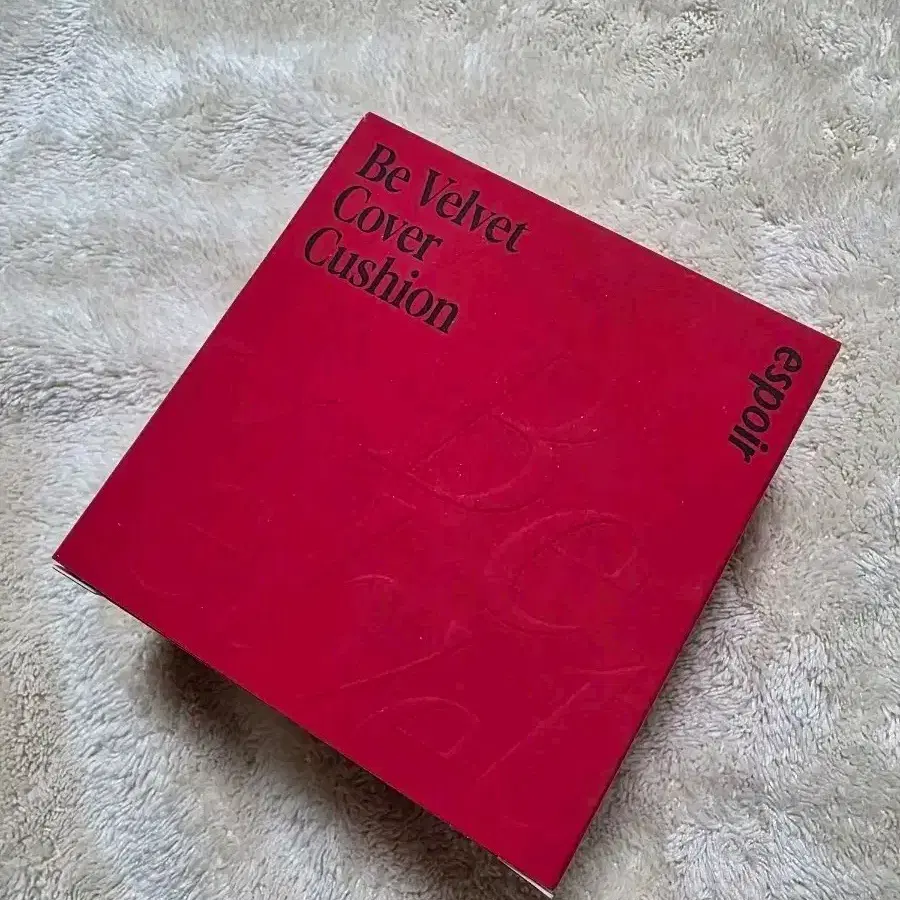 Be Velvet
Cover
Cushion
espoir